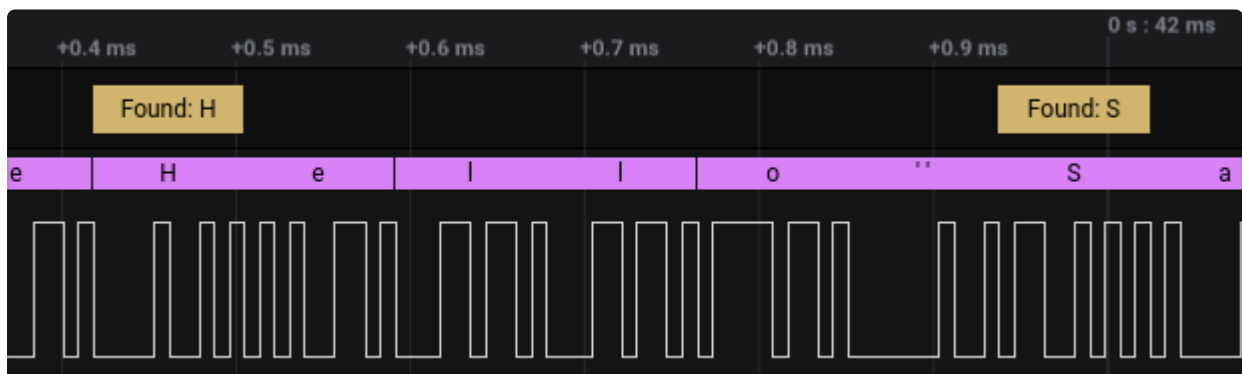 0 s : 42 ms
+0.4 ms +0.5 ms +0.6 ms +0.7 ms +0.8 ms +0.9 ms
Found: H Found: S
e H e l l o '' S a